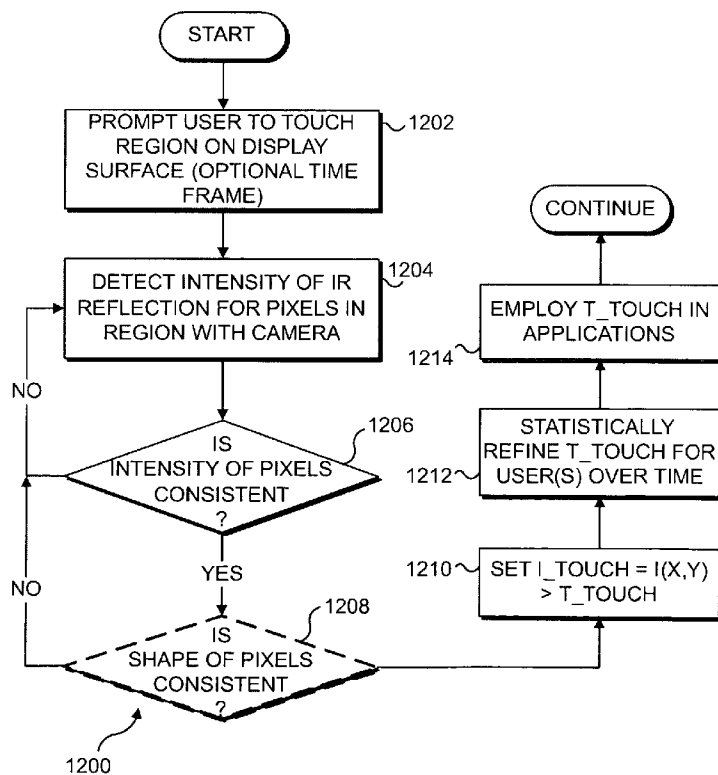 START
PROMPT USER TO TOUCH
REGION ON DISPLAY
SURFACE (OPTIONAL TIME
FRAME)
1202
DETECT INTENSITY OF IR
REFLECTION FOR PIXELS IN
REGION WITH CAMERA
1204
NO
IS
INTENSITY OF PIXELS
CONSISTENT
?
1206
YES
NO
IS
SHAPE OF PIXELS
CONSISTENT
?
1208
1200
SET I_TOUCH = I(X,Y)
> T_TOUCH
1210
STATISTICALLY
REFINE T_TOUCH FOR
USER(S) OVER TIME
1212
EMPLOY T_TOUCH IN
APPLICATIONS
1214
CONTINUE